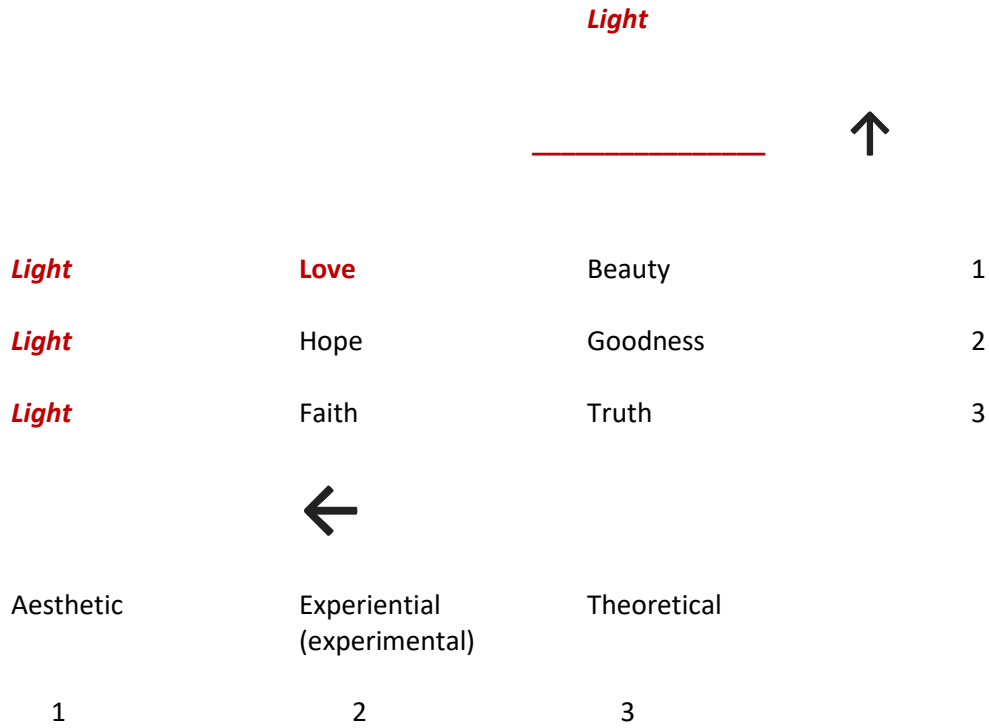 Light
Light Love Beauty 1
Light Hope Goodness 2
Light Faith Truth 3
Aesthetic Experiential Theoretical
(experimental)
1 2 3